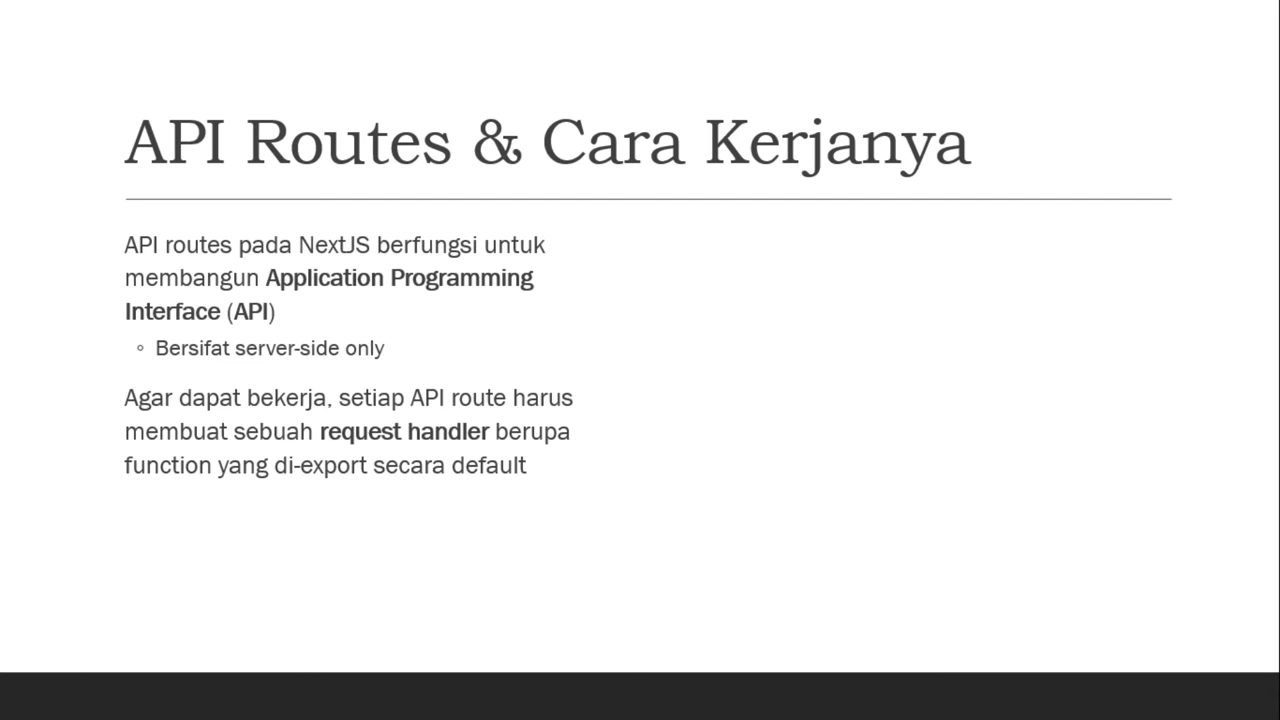 API Routes & Cara Kerjanya
API routes pada NextJS berfungsi untuk
membangun Application Programming
Interface (API)
◦ Bersifat server-side only
Agar dapat bekerja, setiap API route harus
membuat sebuah request handler berupa
function yang di-export secara default